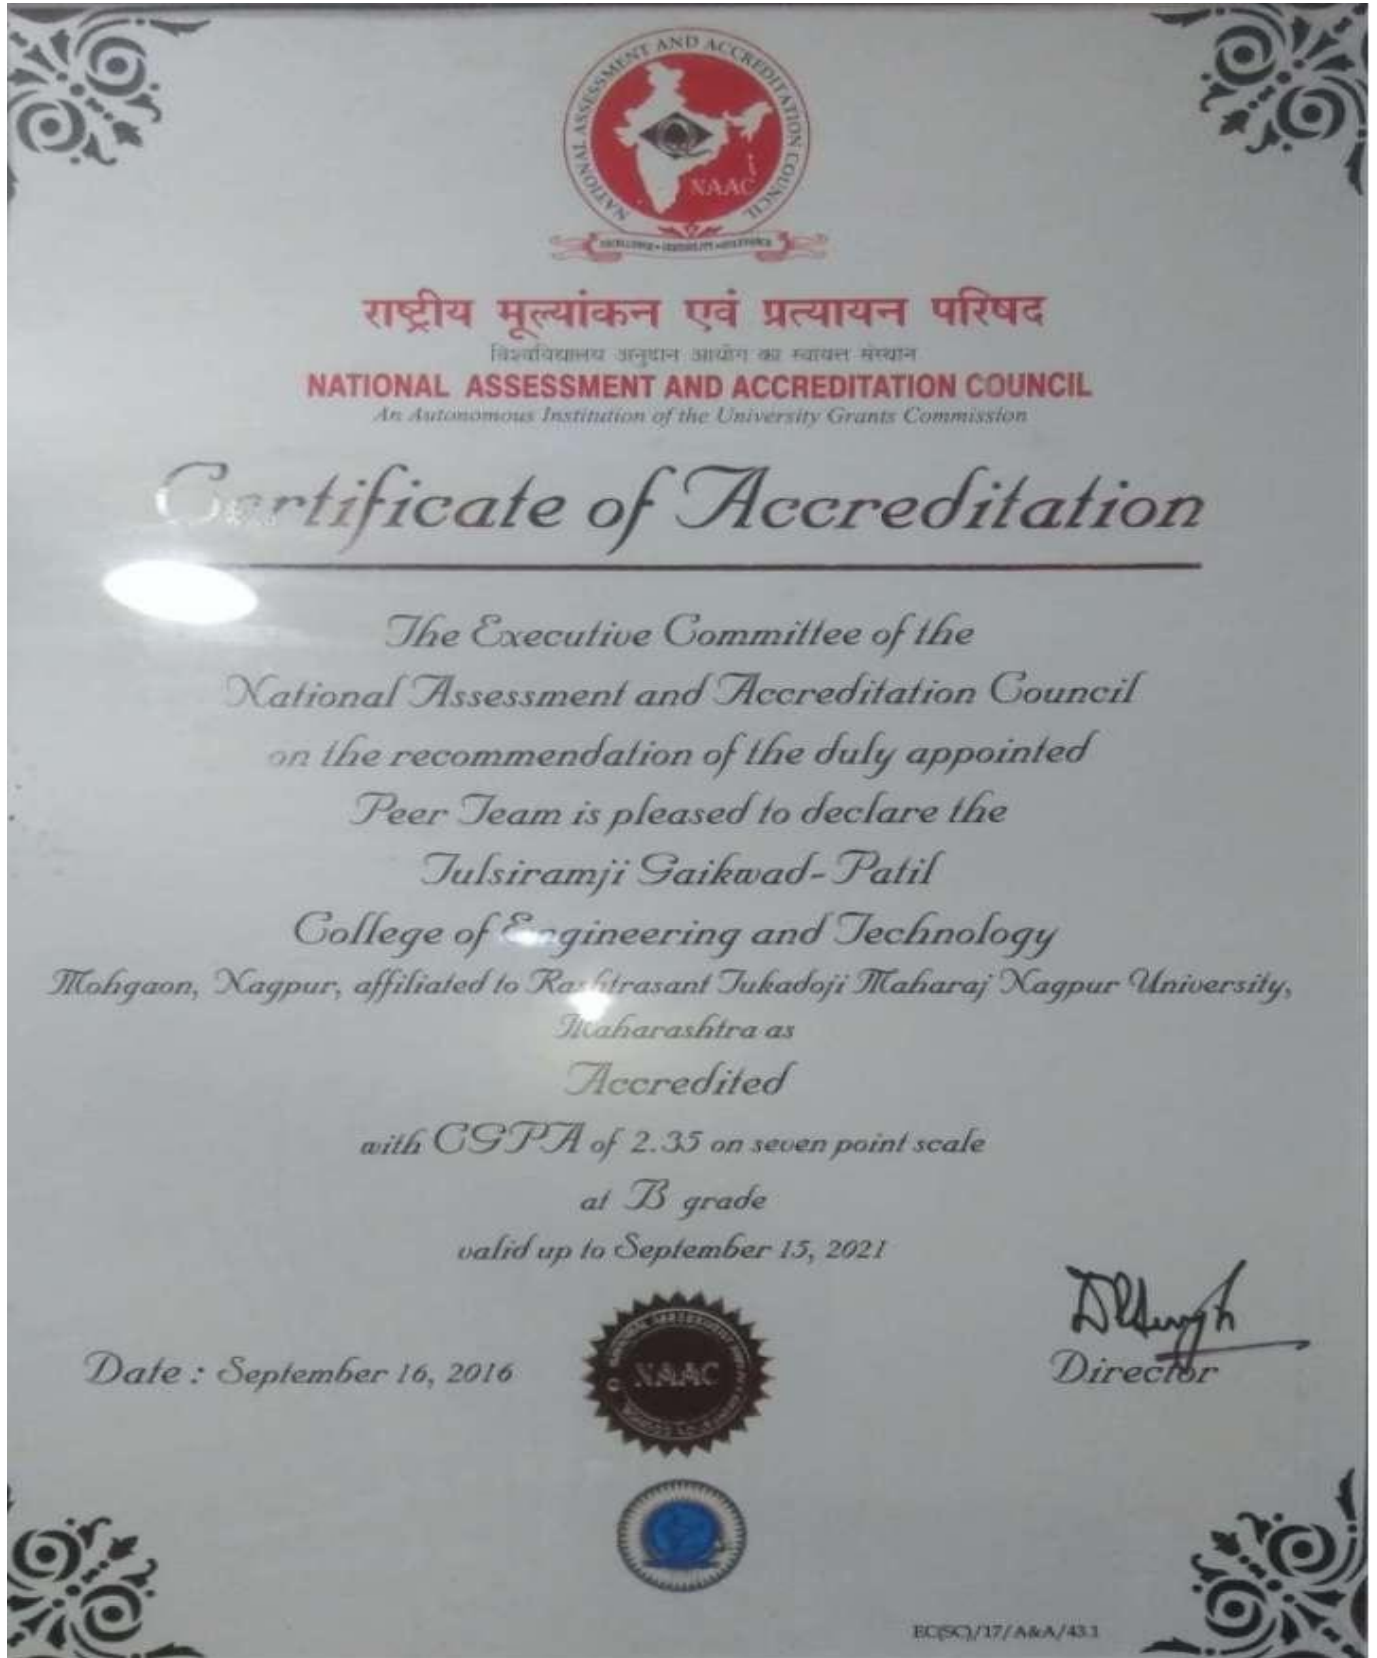 NATIONAL ASSESSMENT AND ACCREDITATION COUNCIL
NAAC
EXCELLENCE • CREDIBILITY • RELEVANCE
राष्ट्रीय मूल्यांकन एवं प्रत्यायन परिषद
विश्वविद्यालय अनुदान आयोग का स्वायत्त संस्थान
NATIONAL ASSESSMENT AND ACCREDITATION COUNCIL
An Autonomous Institution of the University Grants Commission
Certificate of Accreditation
The Executive Committee of the
National Assessment and Accreditation Council
on the recommendation of the duly appointed
Peer Team is pleased to declare the
Tulsiramji Gaikwad-Patil
College of Engineering and Technology
Mohgaon, Nagpur, affiliated to Rashtrasant Tukadoji Maharaj Nagpur University,
Maharashtra as
Accredited
with CGPA of 2.35 on seven point scale
at B grade
valid up to September 15, 2021
Date : September 16, 2016
NAAC
Director
EC(SC)/17/A&A/43.1